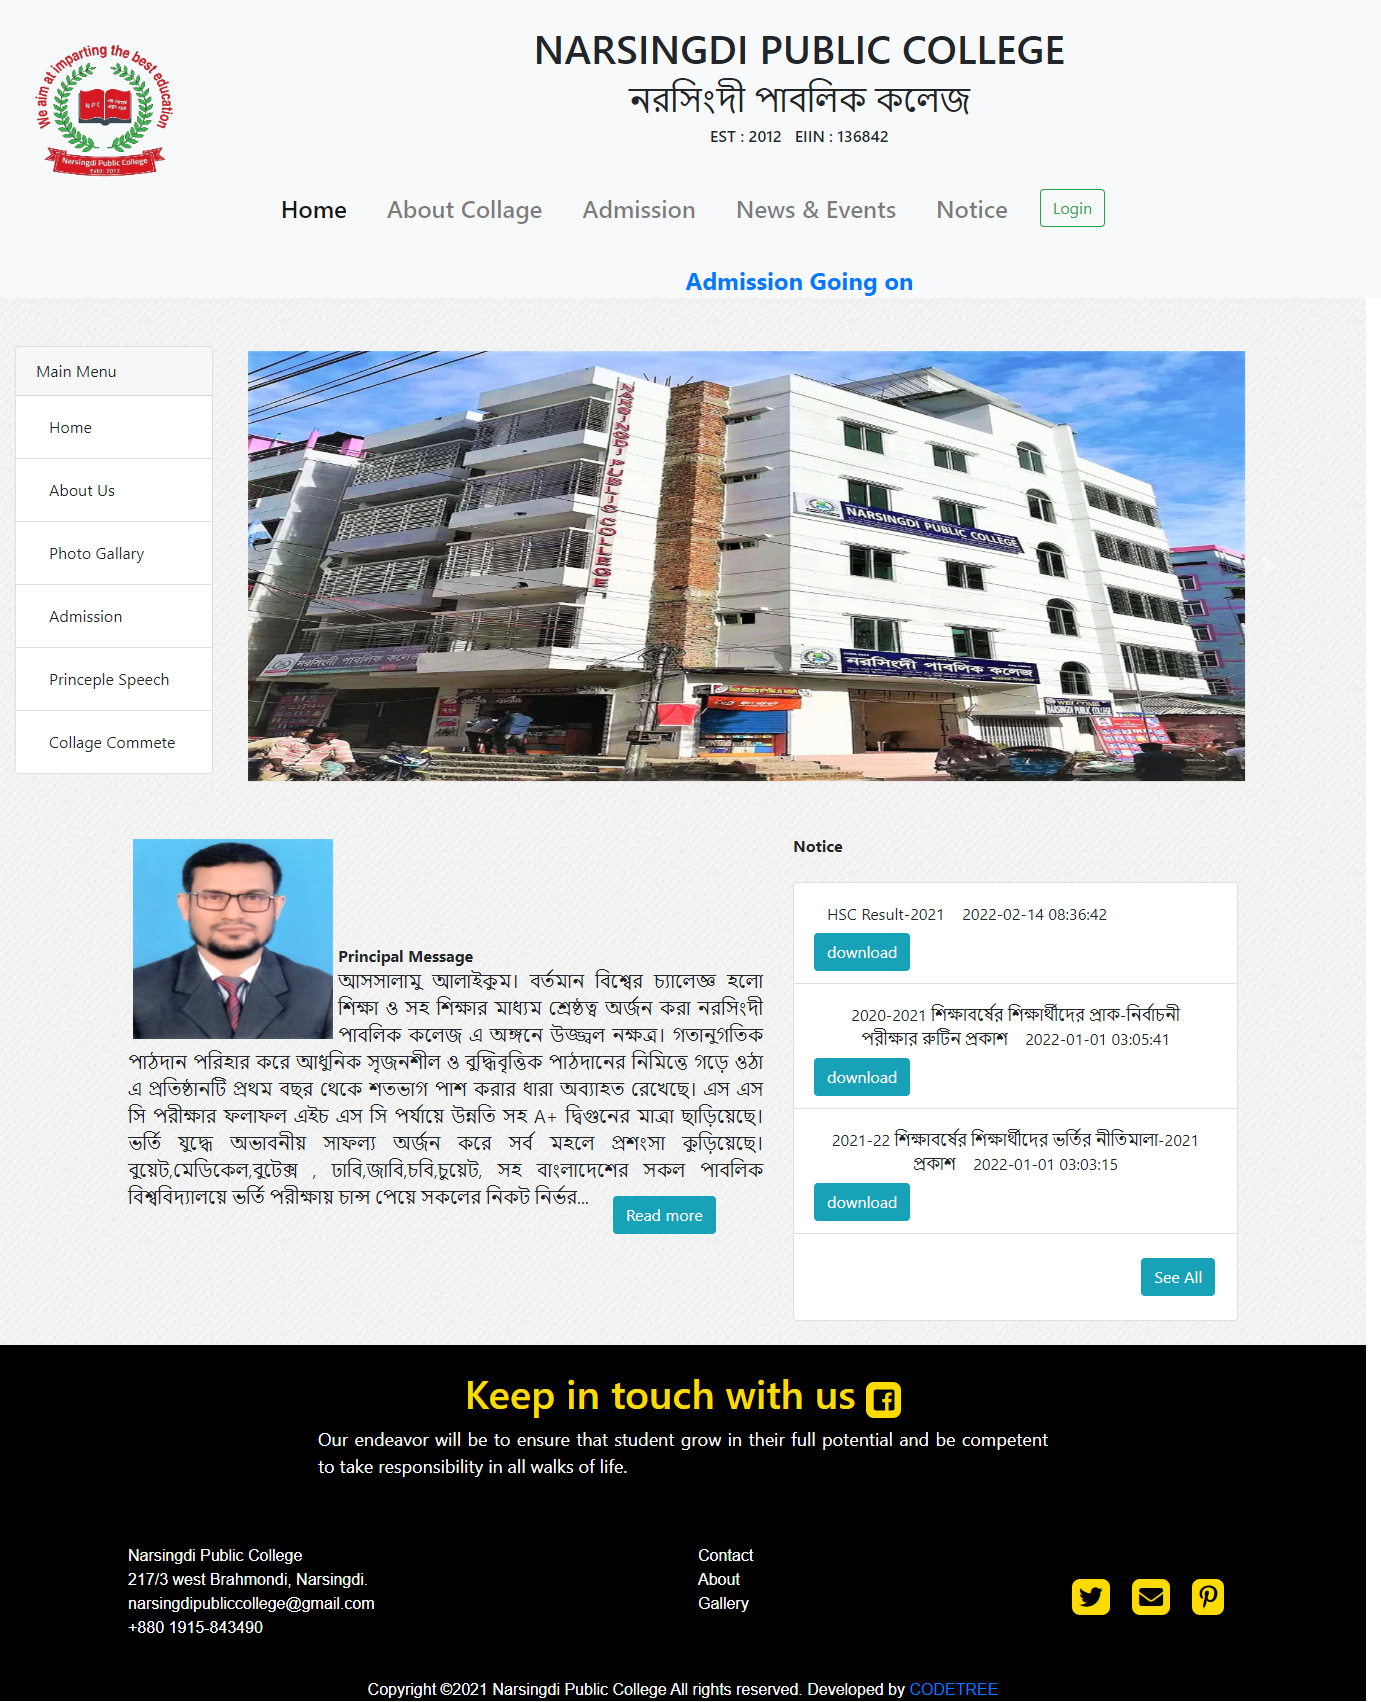 We aim at imparting the best education
N P C
Narsingdi Public College
Estd: 2012
NARSINGDI PUBLIC COLLEGE
নরসিংদী পাবলিক কলেজ
EST : 2012 EIIN : 136842
Home About Collage Admission News & Events Notice Login
Admission Going on
Main Menu
Home
About Us
Photo Gallary
Admission
Princeple Speech
Collage Commete
NARSINGDI PUBLIC COLLEGE
NARSINGDI PUBLIC COLLEGE
নরসিংদী পাবলিক কলেজ
নরসিংদী পাবলিক কলেজ
WELCOME
NARSINGDI PUBLIC COLLEGE
Principal Message
আসসালামু আলাইকুম। বর্তমান বিশ্বের চ্যালেজ্ঞ হলো
শিক্ষা ও সহ শিক্ষার মাধ্যম শ্রেষ্ঠত্ব অর্জন করা নরসিংদী
পাবলিক কলেজ এ অঙ্গনে উজ্জ্বল নক্ষত্র। গতানুগতিক
পাঠদান পরিহার করে আধুনিক সৃজনশীল ও বুদ্ধিবৃত্তিক পাঠদানের নিমিত্তে গড়ে ওঠা
এ প্রতিষ্ঠানটি প্রথম বছর থেকে শতভাগ পাশ করার ধারা অব্যাহত রেখেছে। এস এস
সি পরীক্ষার ফলাফল এইচ এস সি পর্যায়ে উন্নতি সহ A+ দ্বিগুনের মাত্রা ছাড়িয়েছে।
ভর্তি যুদ্ধে অভাবনীয় সাফল্য অর্জন করে সর্ব মহলে প্রশংসা কুড়িয়েছে।
বুয়েট,মেডিকেল,বুটেক্স , ঢাবি,জাবি,চবি,চুয়েট, সহ বাংলাদেশের সকল পাবলিক
বিশ্ববিদ্যালয়ে ভর্তি পরীক্ষায় চান্স পেয়ে সকলের নিকট নির্ভর...
Read more
Notice
HSC Result-2021 2022-02-14 08:36:42
download
2020-2021 শিক্ষাবর্ষের শিক্ষার্থীদের প্রাক-নির্বাচনী
পরীক্ষার রুটিন প্রকাশ 2022-01-01 03:05:41
download
2021-22 শিক্ষাবর্ষের শিক্ষার্থীদের ভর্তির নীতিমালা-2021
প্রকাশ 2022-01-01 03:03:15
download
See All
Keep in touch with us
Our endeavor will be to ensure that student grow in their full potential and be competent
to take responsibility in all walks of life.
Narsingdi Public College
217/3 west Brahmondi, Narsingdi.
narsingdipubliccollege@gmail.com
+880 1915-843490
Contact
About
Gallery
Copyright ©2021 Narsingdi Public College All rights reserved. Developed by CODETREE